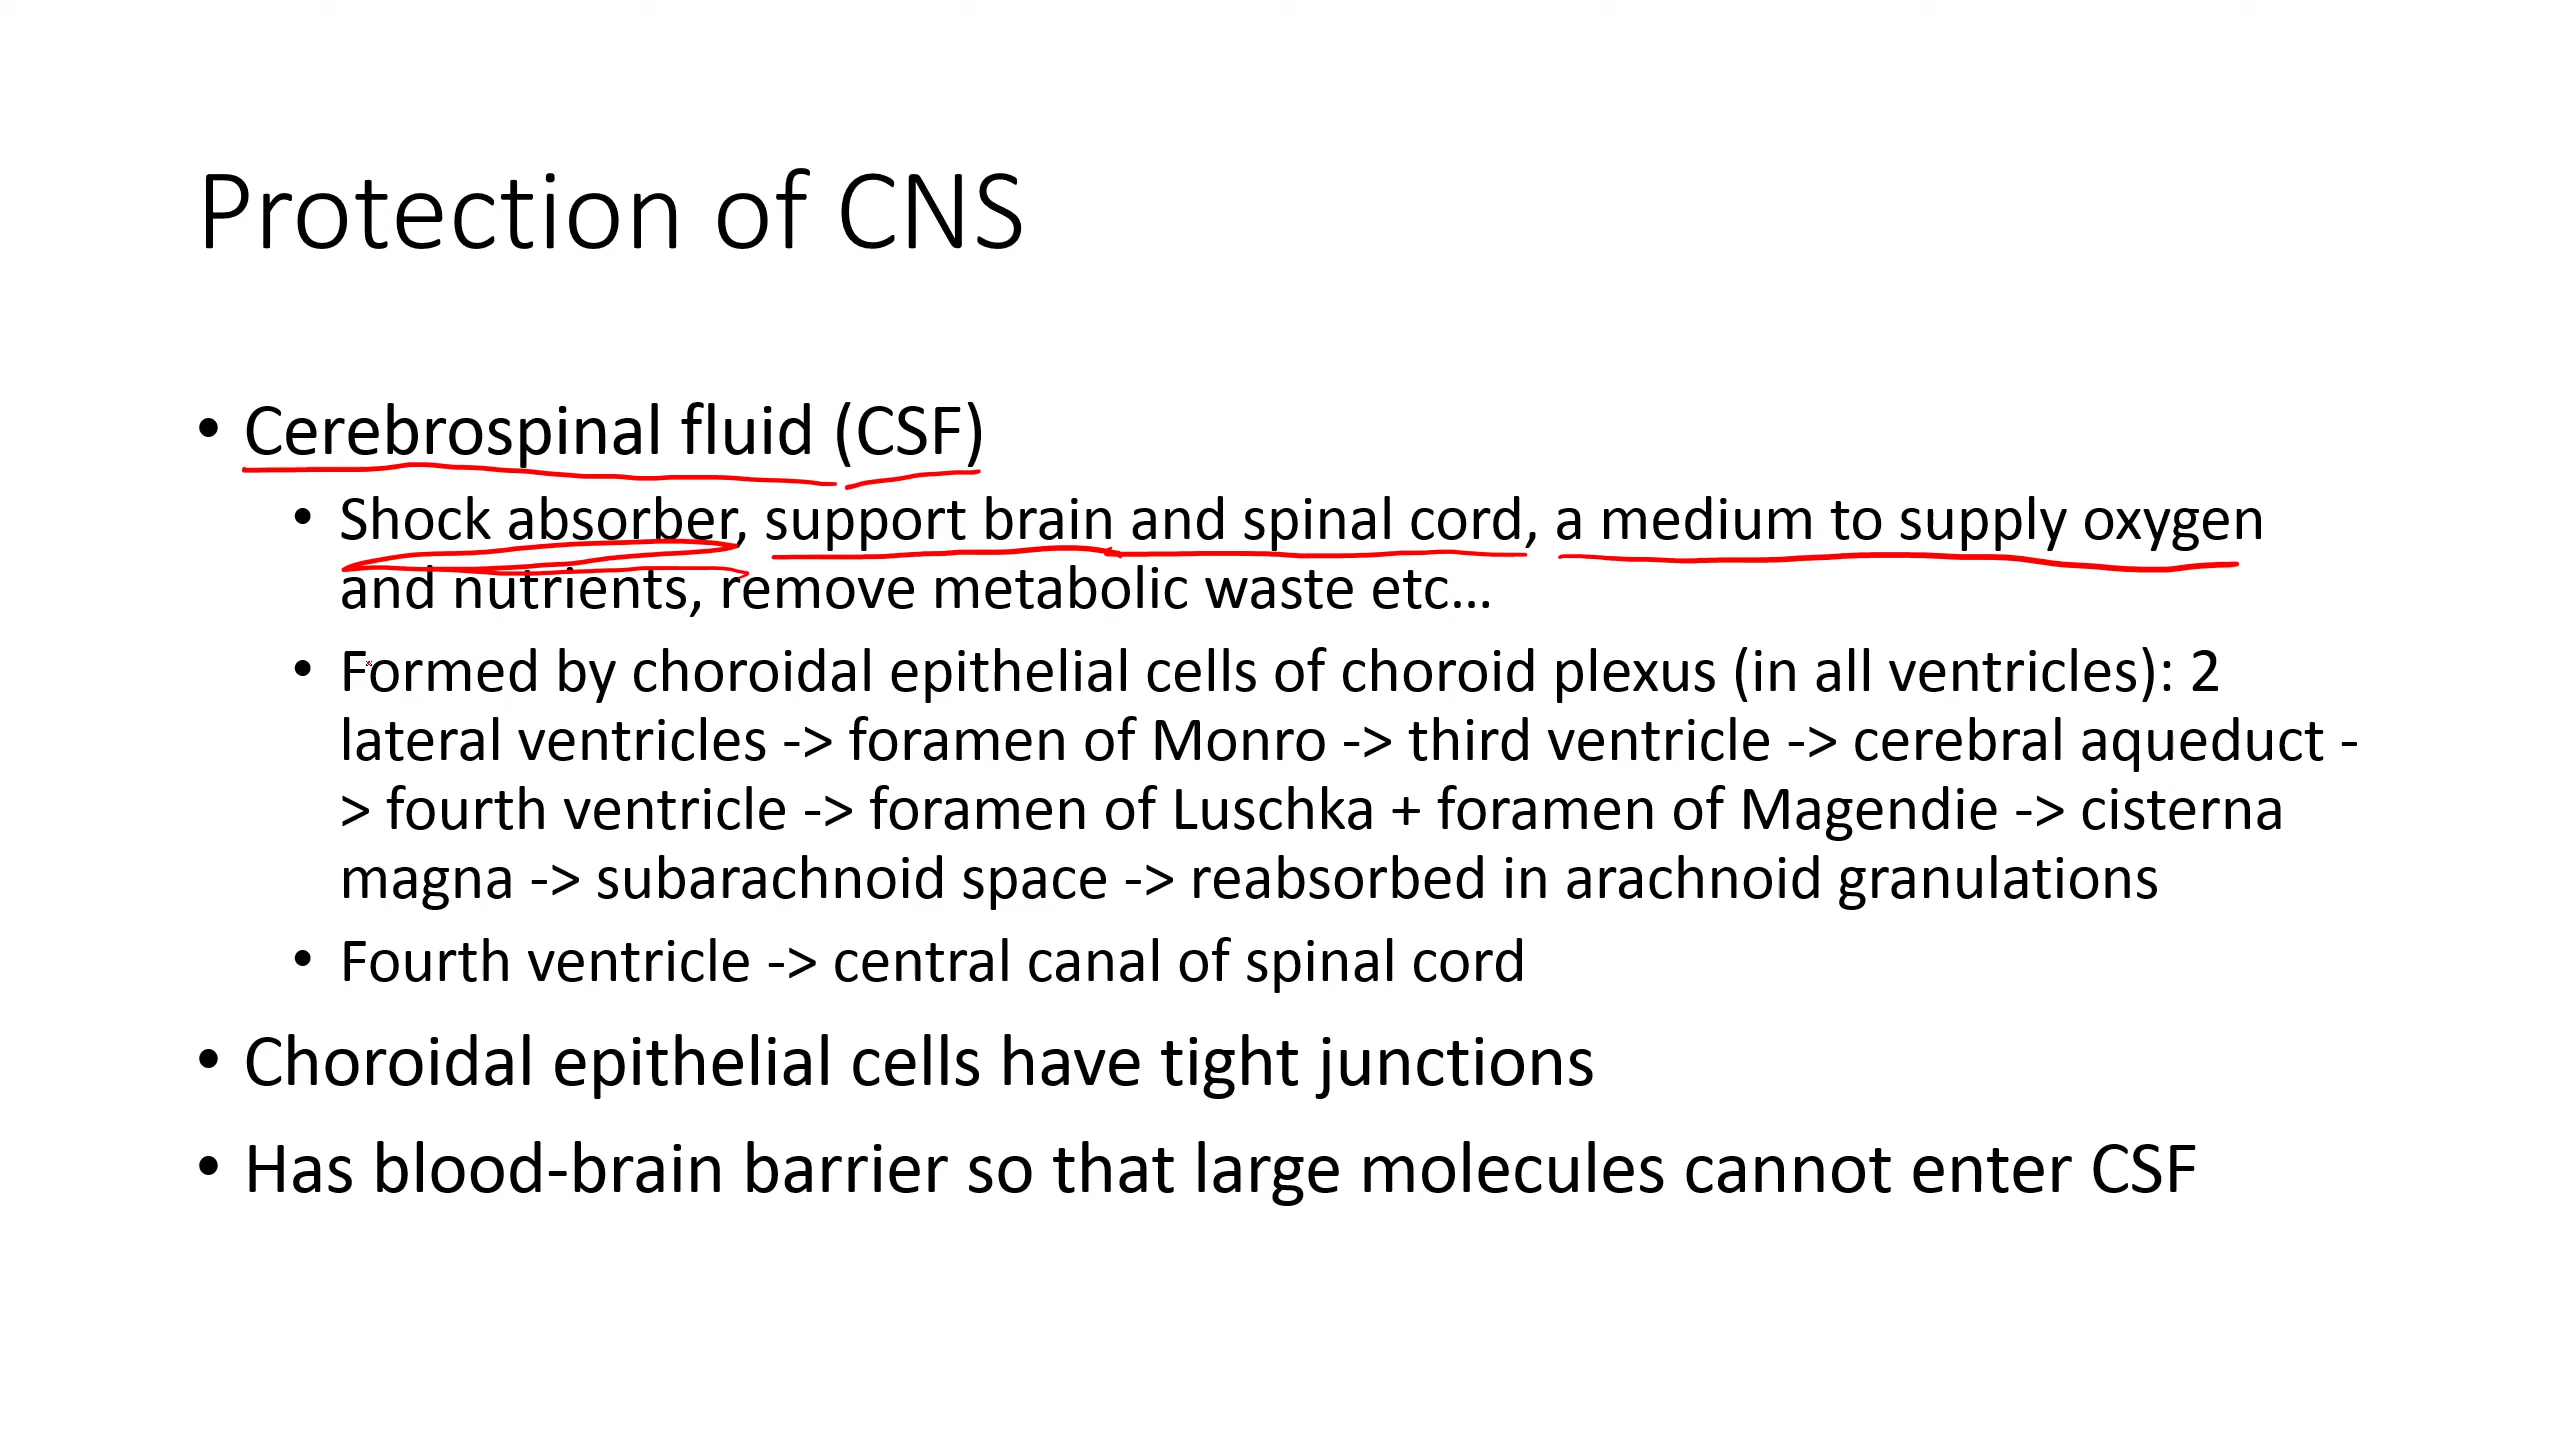 Protection of CNS
• Cerebrospinal fluid (CSF)
• Shock absorber, support brain and spinal cord, a medium to supply oxygen
and nutrients, remove metabolic waste etc...
• Formed by choroidal epithelial cells of choroid plexus (in all ventricles): 2
lateral ventricles -> foramen of Monro -> third ventricle -> cerebral aqueduct -
> fourth ventricle -> foramen of Luschka + foramen of Magendie -> cisterna
magna -> subarachnoid space -> reabsorbed in arachnoid granulations
• Fourth ventricle -> central canal of spinal cord
• Choroidal epithelial cells have tight junctions
• Has blood-brain barrier so that large molecules cannot enter CSF